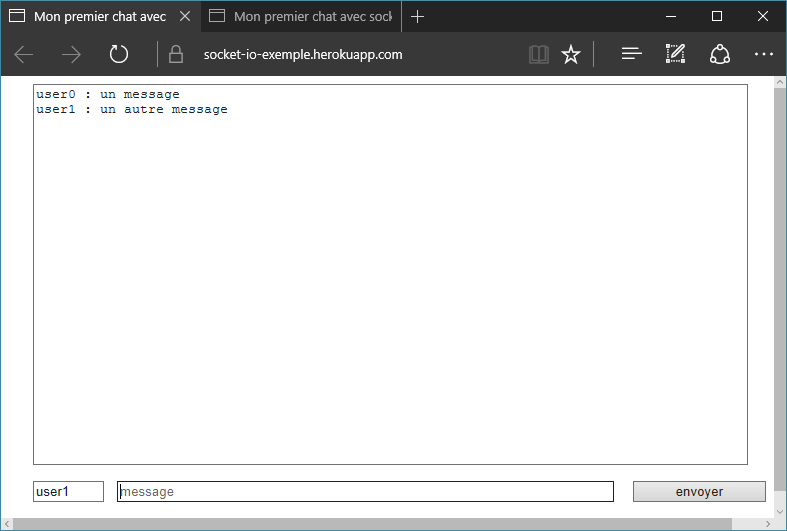 Mon premier chat avec
Mon premier chat avec sock
socket-io-exemple.herokuapp.com
user0 : un message
user1 : un autre message
user1
message
envoyer